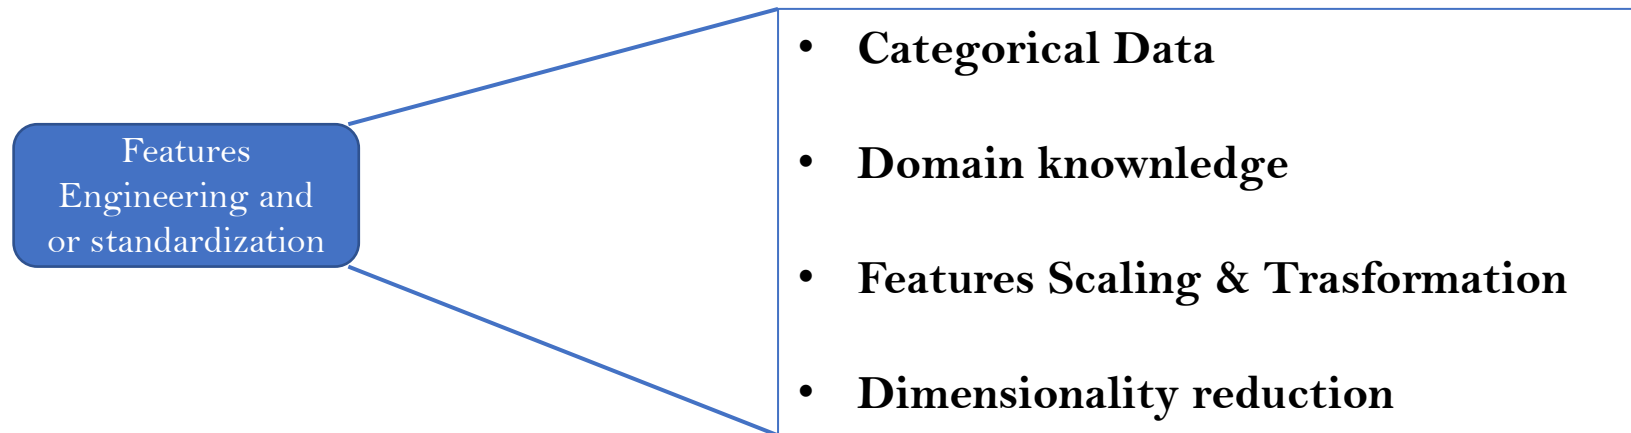 Features
Engineering and
or standardization
• Categorical Data
• Domain knownledge
• Features Scaling & Trasformation
• Dimensionality reduction